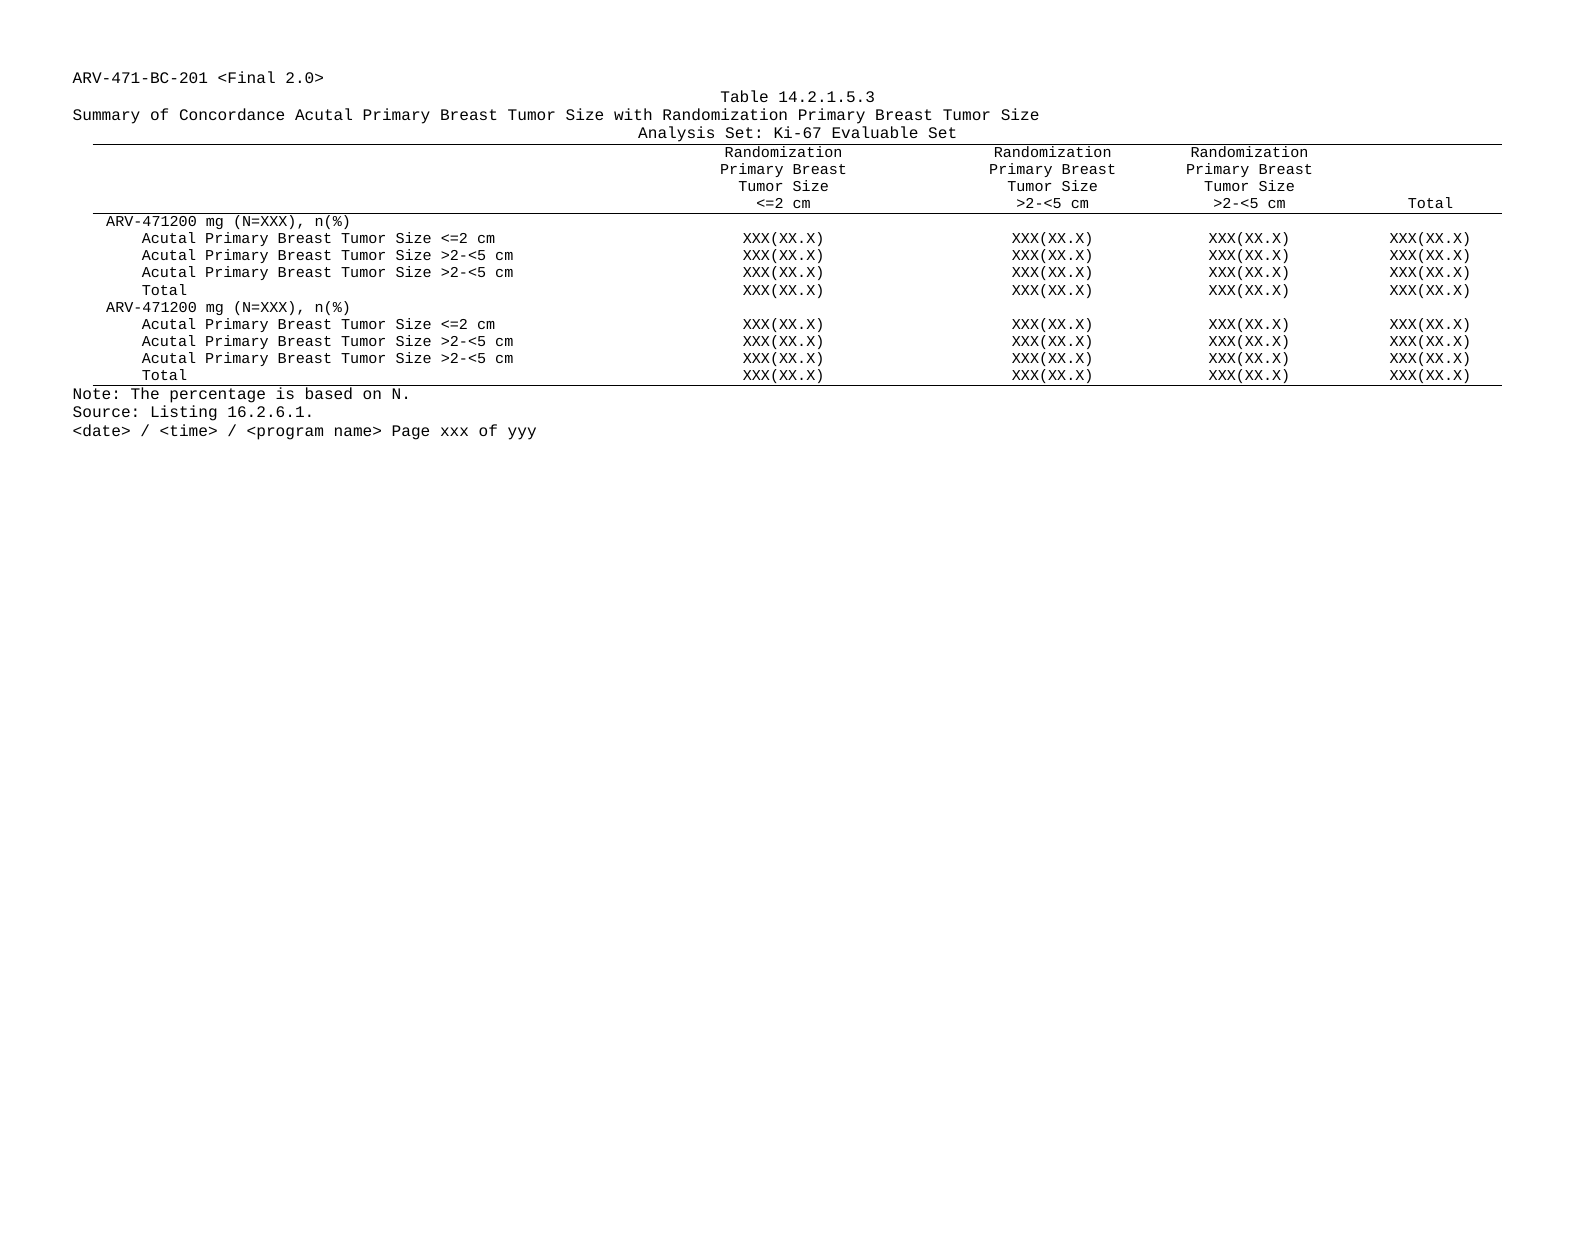 ARV-471-BC-201 <Final 2.0>
Table 14.2.1.5.3
Summary of Concordance Acutal Primary Breast Tumor Size with Randomization Primary Breast Tumor Size
Analysis Set: Ki-67 Evaluable Set
Randomization Randomization Randomization
Primary Breast Primary Breast Primary Breast
Tumor Size Tumor Size Tumor Size
<=2 cm >2-<5 cm >2-<5 cm Total
ARV-471200 mg (N=XXX), n(%)
Acutal Primary Breast Tumor Size <=2 cm XXX(XX.X) XXX(XX.X) XXX(XX.X) XXX(XX.X)
Acutal Primary Breast Tumor Size >2-<5 cm XXX(XX.X) XXX(XX.X) XXX(XX.X) XXX(XX.X)
Acutal Primary Breast Tumor Size >2-<5 cm XXX(XX.X) XXX(XX.X) XXX(XX.X) XXX(XX.X)
Total XXX(XX.X) XXX(XX.X) XXX(XX.X) XXX(XX.X)
ARV-471200 mg (N=XXX), n(%)
Acutal Primary Breast Tumor Size <=2 cm XXX(XX.X) XXX(XX.X) XXX(XX.X) XXX(XX.X)
Acutal Primary Breast Tumor Size >2-<5 cm XXX(XX.X) XXX(XX.X) XXX(XX.X) XXX(XX.X)
Acutal Primary Breast Tumor Size >2-<5 cm XXX(XX.X) XXX(XX.X) XXX(XX.X) XXX(XX.X)
Total XXX(XX.X) XXX(XX.X) XXX(XX.X) XXX(XX.X)
Note: The percentage is based on N.
Source: Listing 16.2.6.1.
<date> / <time> / <program name> Page xxx of yyy